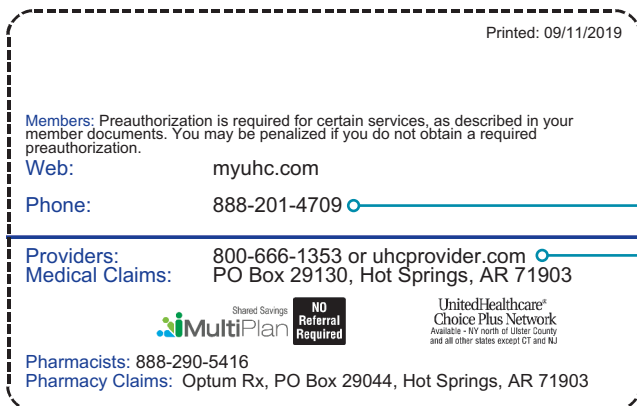 Printed: 09/11/2019
Members: Preauthorization is required for certain services, as described in your
member documents. You may be penalized if you do not obtain a required
preauthorization.
Web: myuhc.com
Phone: 888-201-4709
Providers: 800-666-1353 or uhcprovider.com
Medical Claims: PO Box 29130, Hot Springs, AR 71903
Shared Savings
MultiPlan
NO
Referral
Required
UnitedHealthcare®
Choice Plus Network
Available - NY north of Ulster County
and all other states except CT and NJ
Pharmacists: 888-290-5416
Pharmacy Claims: Optum Rx, PO Box 29044, Hot Springs, AR 71903